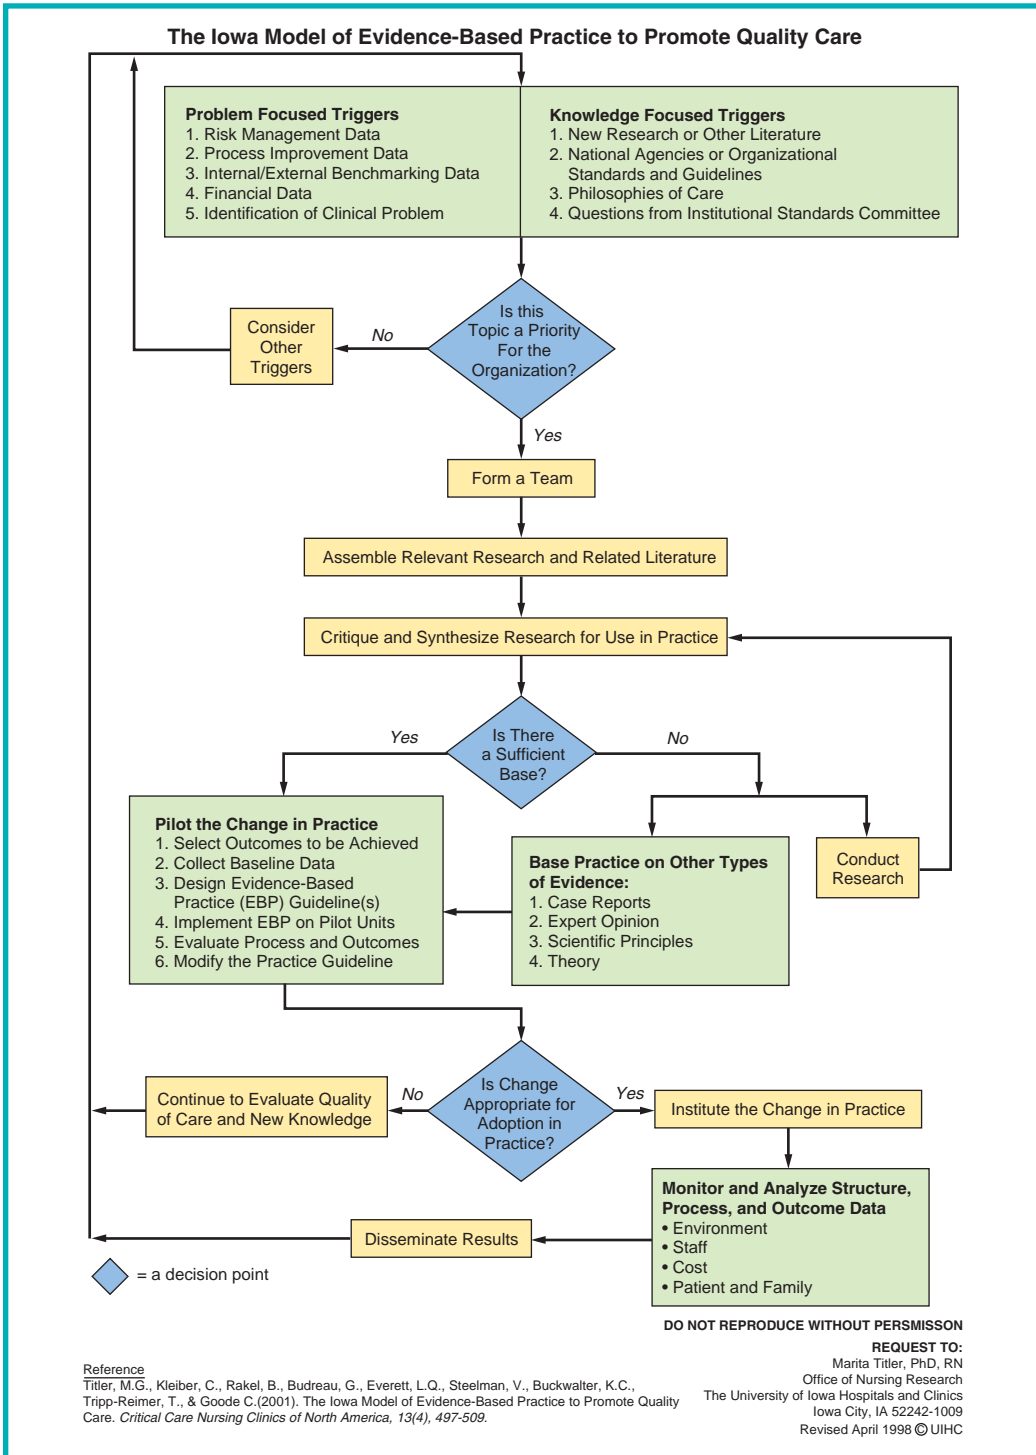 The Iowa Model of Evidence-Based Practice to Promote Quality Care
Problem Focused Triggers
1. Risk Management Data
2. Process Improvement Data
3. Internal/External Benchmarking Data
4. Financial Data
5. Identification of Clinical Problem
Knowledge Focused Triggers
1. New Research or Other Literature
2. National Agencies or Organizational
Standards and Guidelines
3. Philosophies of Care
4. Questions from Institutional Standards Committee
Is this
Topic a Priority
For the
Organization?
No
Consider
Other
Triggers
Yes
Form a Team
Assemble Relevant Research and Related Literature
Critique and Synthesize Research for Use in Practice
Is There
a Sufficient
Base?
Yes
No
Pilot the Change in Practice
1. Select Outcomes to be Achieved
2. Collect Baseline Data
3. Design Evidence-Based
Practice (EBP) Guideline(s)
4. Implement EBP on Pilot Units
5. Evaluate Process and Outcomes
6. Modify the Practice Guideline
Base Practice on Other Types
of Evidence:
1. Case Reports
2. Expert Opinion
3. Scientific Principles
4. Theory
Conduct
Research
Is Change
Appropriate for
Adoption in
Practice?
No
Continue to Evaluate Quality
of Care and New Knowledge
Yes
Institute the Change in Practice
Monitor and Analyze Structure,
Process, and Outcome Data
• Environment
• Staff
• Cost
• Patient and Family
Disseminate Results
= a decision point
DO NOT REPRODUCE WITHOUT PERSMISSON
REQUEST TO:
Marita Titler, PhD, RN
Office of Nursing Research
The University of Iowa Hospitals and Clinics
Iowa City, IA 52242-1009
Revised April 1998 © UIHC
Reference
Titler, M.G., Kleiber, C., Rakel, B., Budreau, G., Everett, L.Q., Steelman, V., Buckwalter, K.C.,
Tripp-Reimer, T., & Goode C.(2001). The Iowa Model of Evidence-Based Practice to Promote Quality
Care. Critical Care Nursing Clinics of North America, 13(4), 497-509.